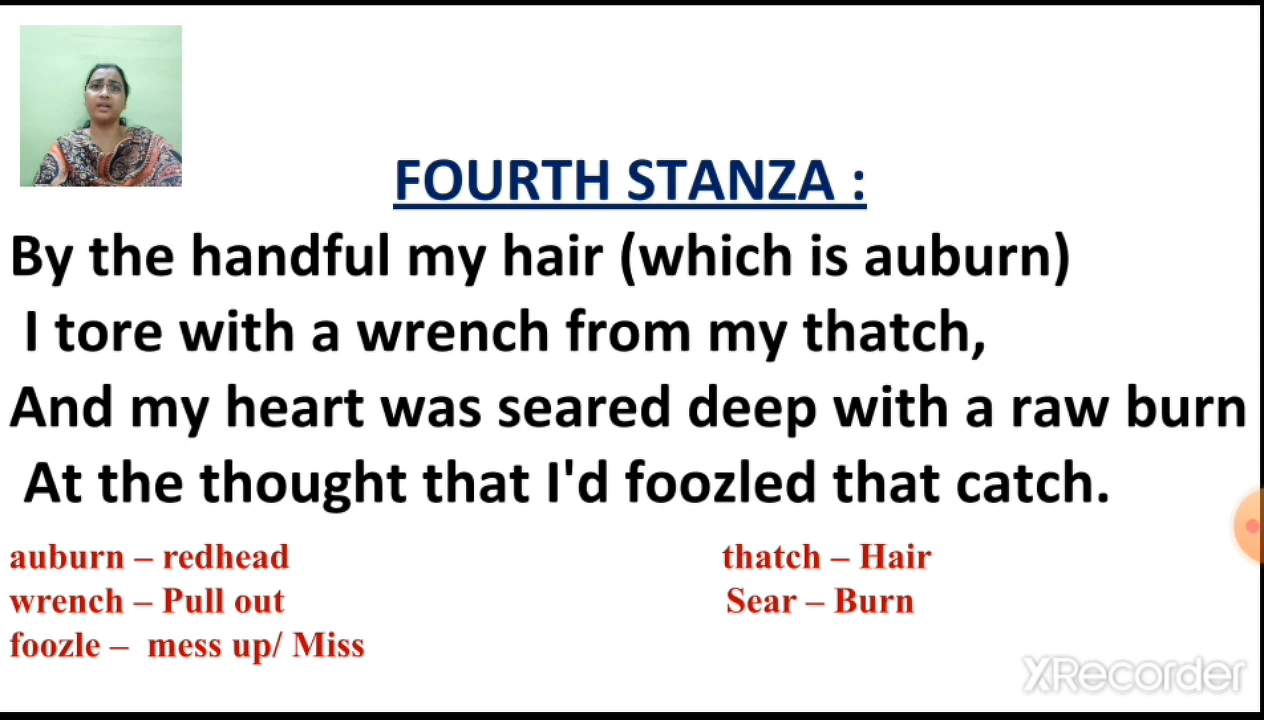 FOURTH STANZA :
By the handful my hair (which is auburn)
I tore with a wrench from my thatch,
And my heart was seared deep with a raw burn
At the thought that I'd foozled that catch.
auburn – redhead
thatch – Hair
wrench – Pull out
Sear – Burn
foozle – mess up/ Miss
XRecorder